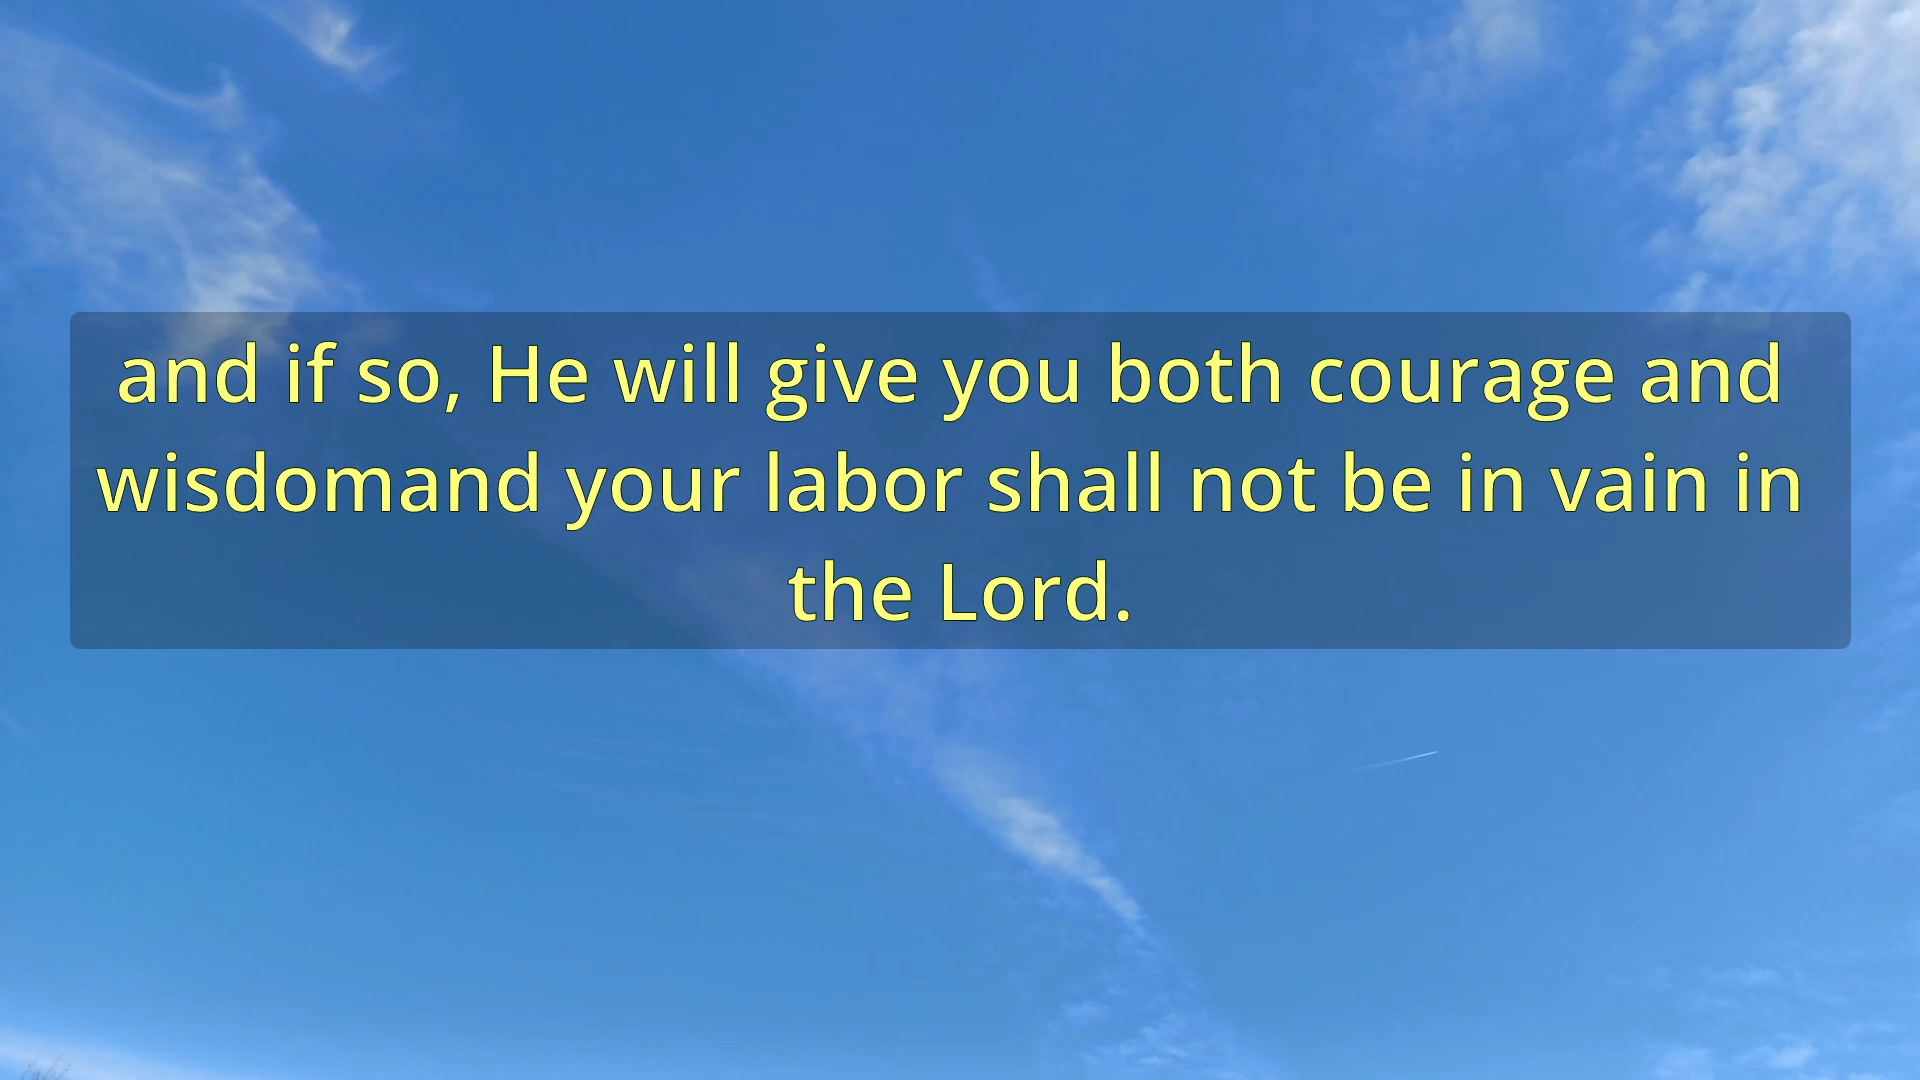 and if so, He will give you both courage and
wisdomand your labor shall not be in vain in
the Lord.